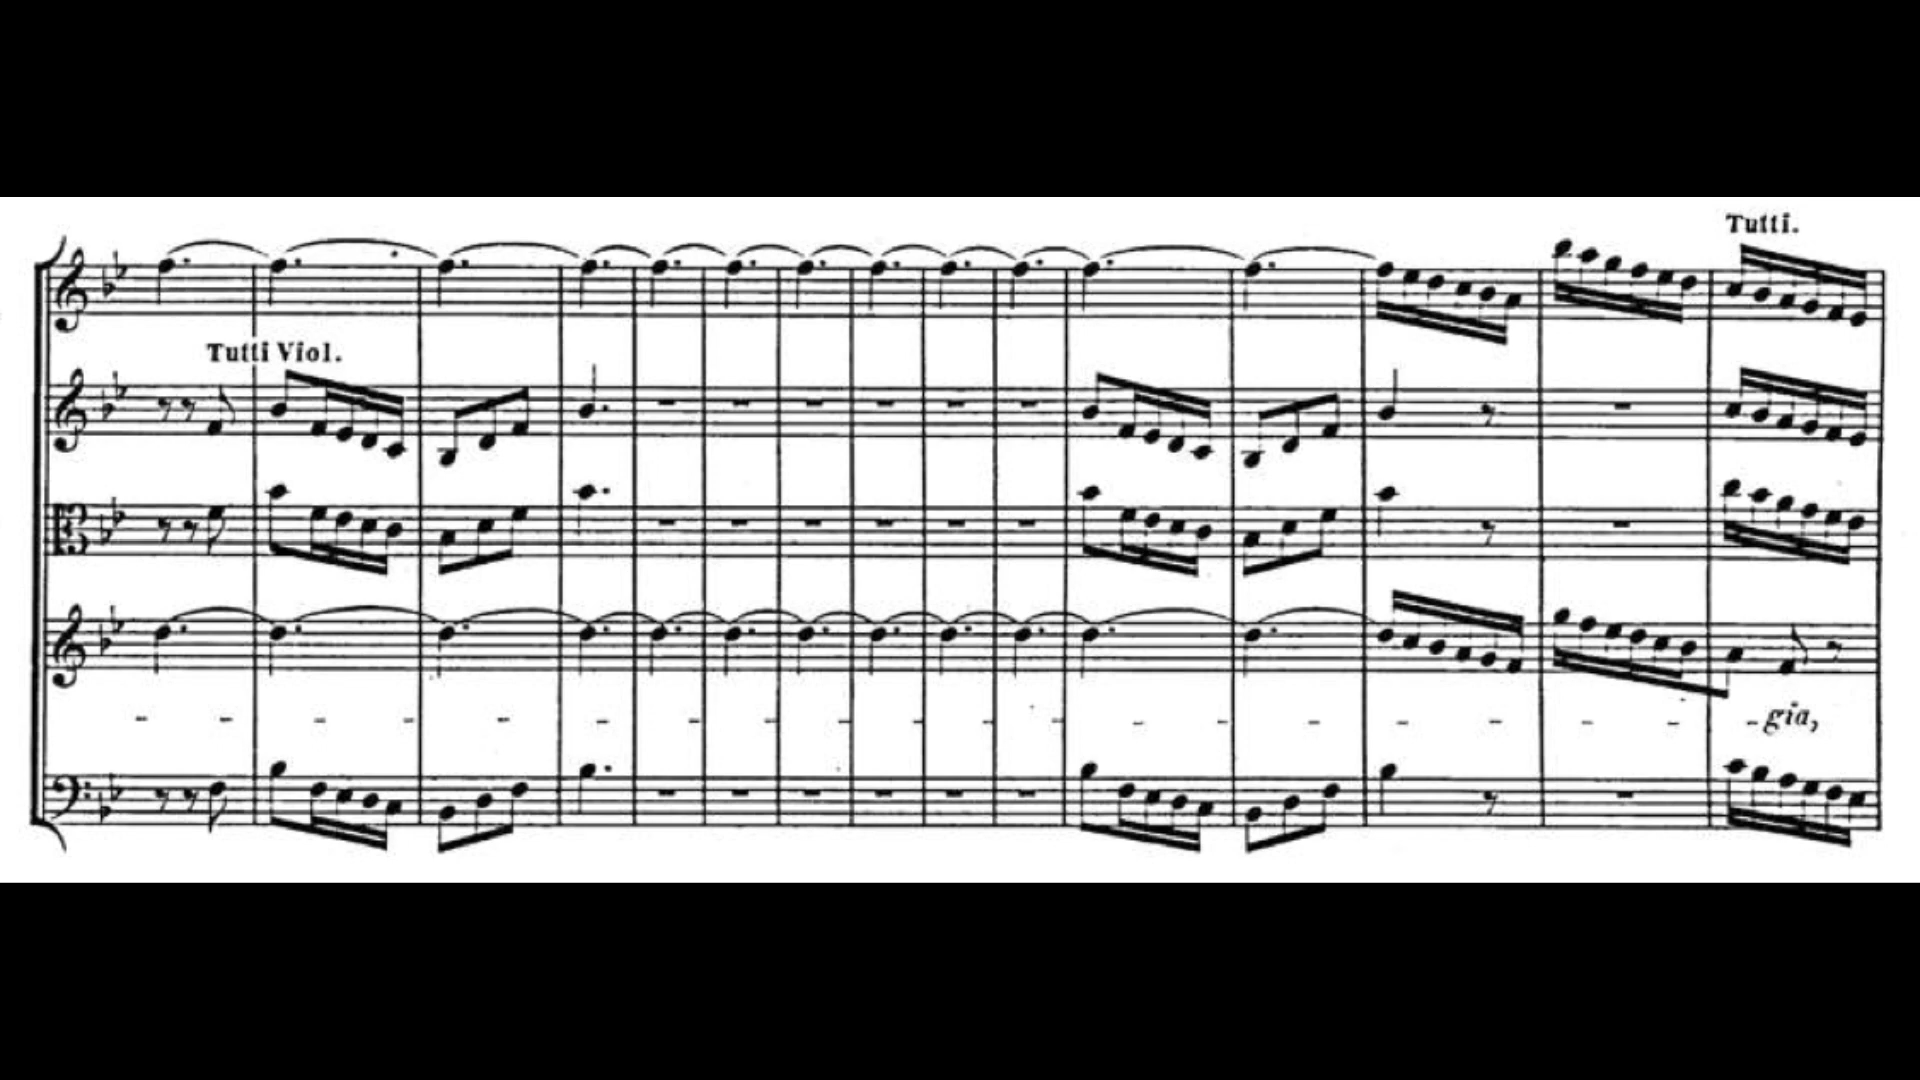 Tutti.
Tutti Viol.
- - - - - - - - - - - - - - - - - - - gia,